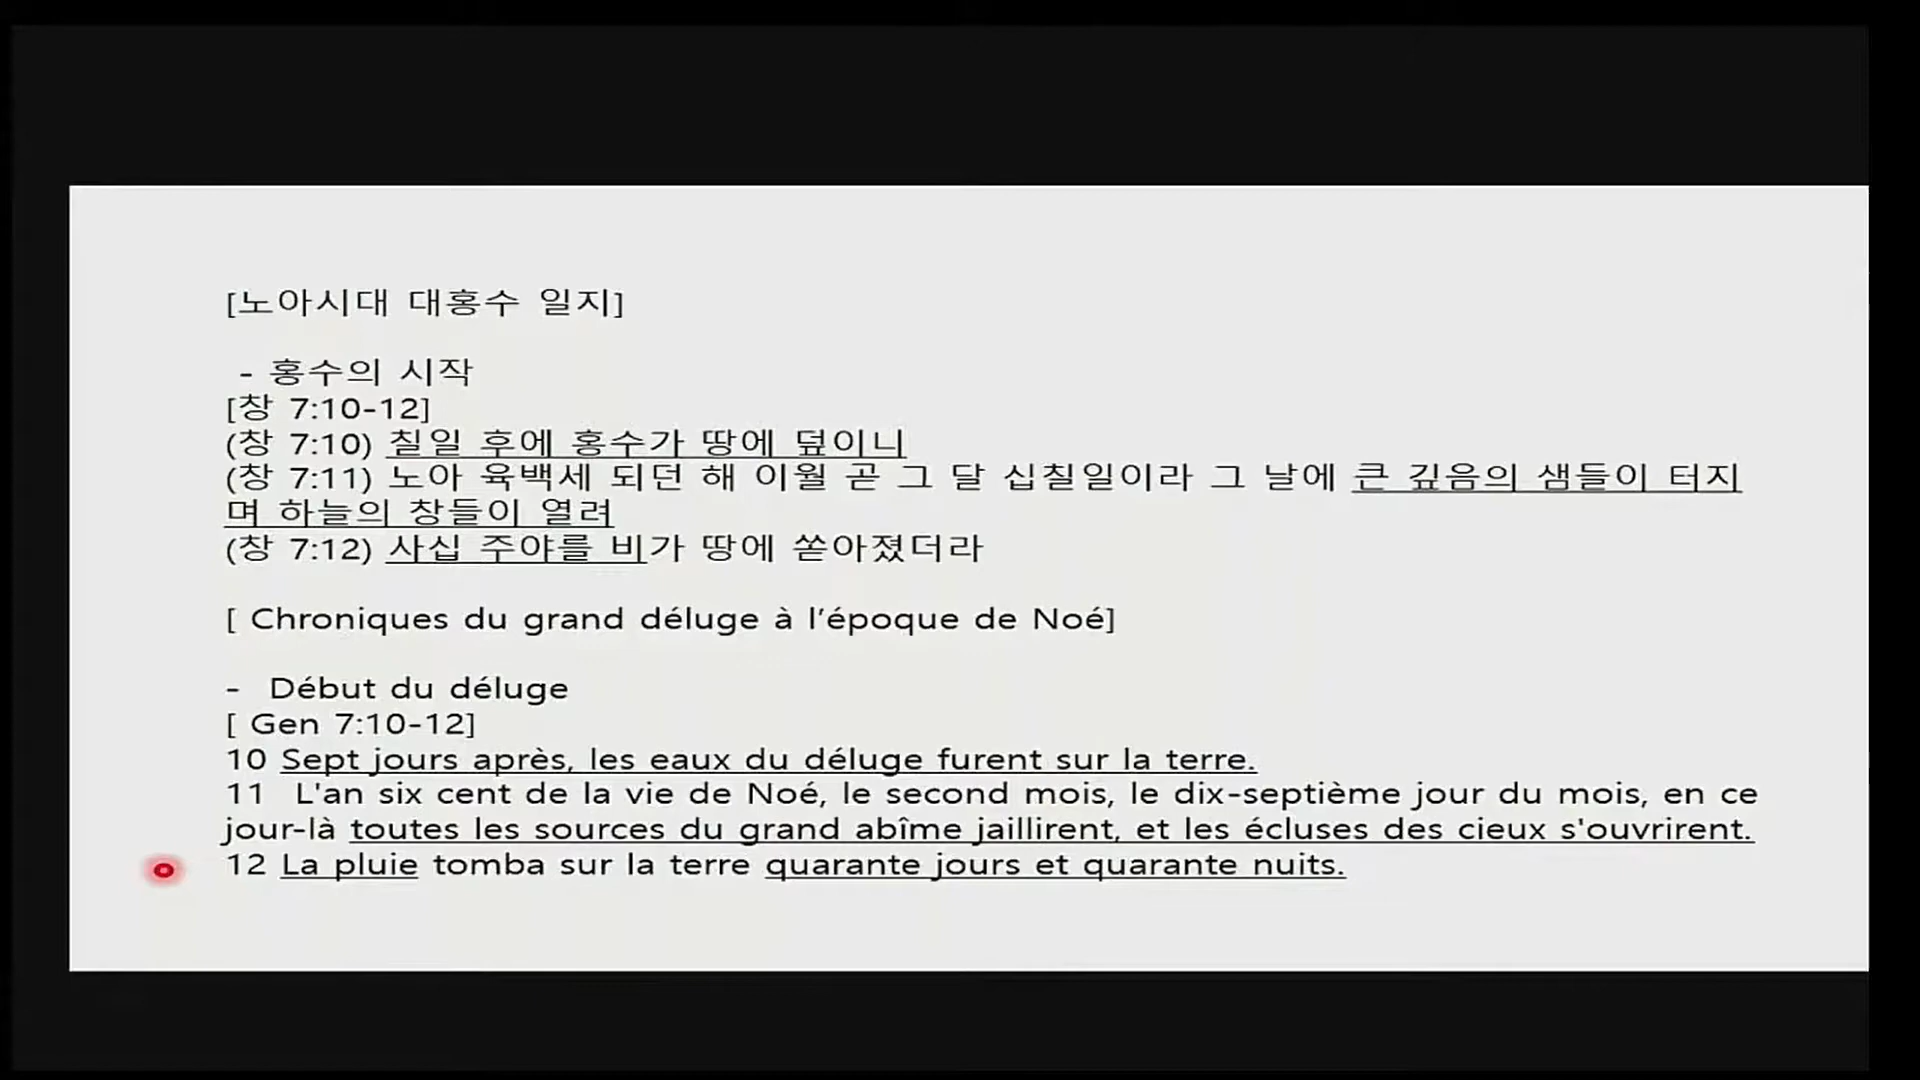 [노아시대 대홍수 일지]
- 홍수의 시작
[창 7:10-12]
(창 7:10) 칠일 후에 홍수가 땅에 덮이니
(창 7:11) 노아 육백세 되던 해 이월 곧 그 달 십칠일이라 그 날에 큰 깊음의 샘들이 터지
며 하늘의 창들이 열려
(창 7:12) 사십 주야를 비가 땅에 쏟아졌더라
[ Chroniques du grand déluge à l’époque de Noé]
- Début du déluge
[ Gen 7:10-12]
10 Sept jours après, les eaux du déluge furent sur la terre.
11 L'an six cent de la vie de Noé, le second mois, le dix-septième jour du mois, en ce
jour-là toutes les sources du grand abîme jaillirent, et les écluses des cieux s'ouvrirent.
12 La pluie tomba sur la terre quarante jours et quarante nuits.